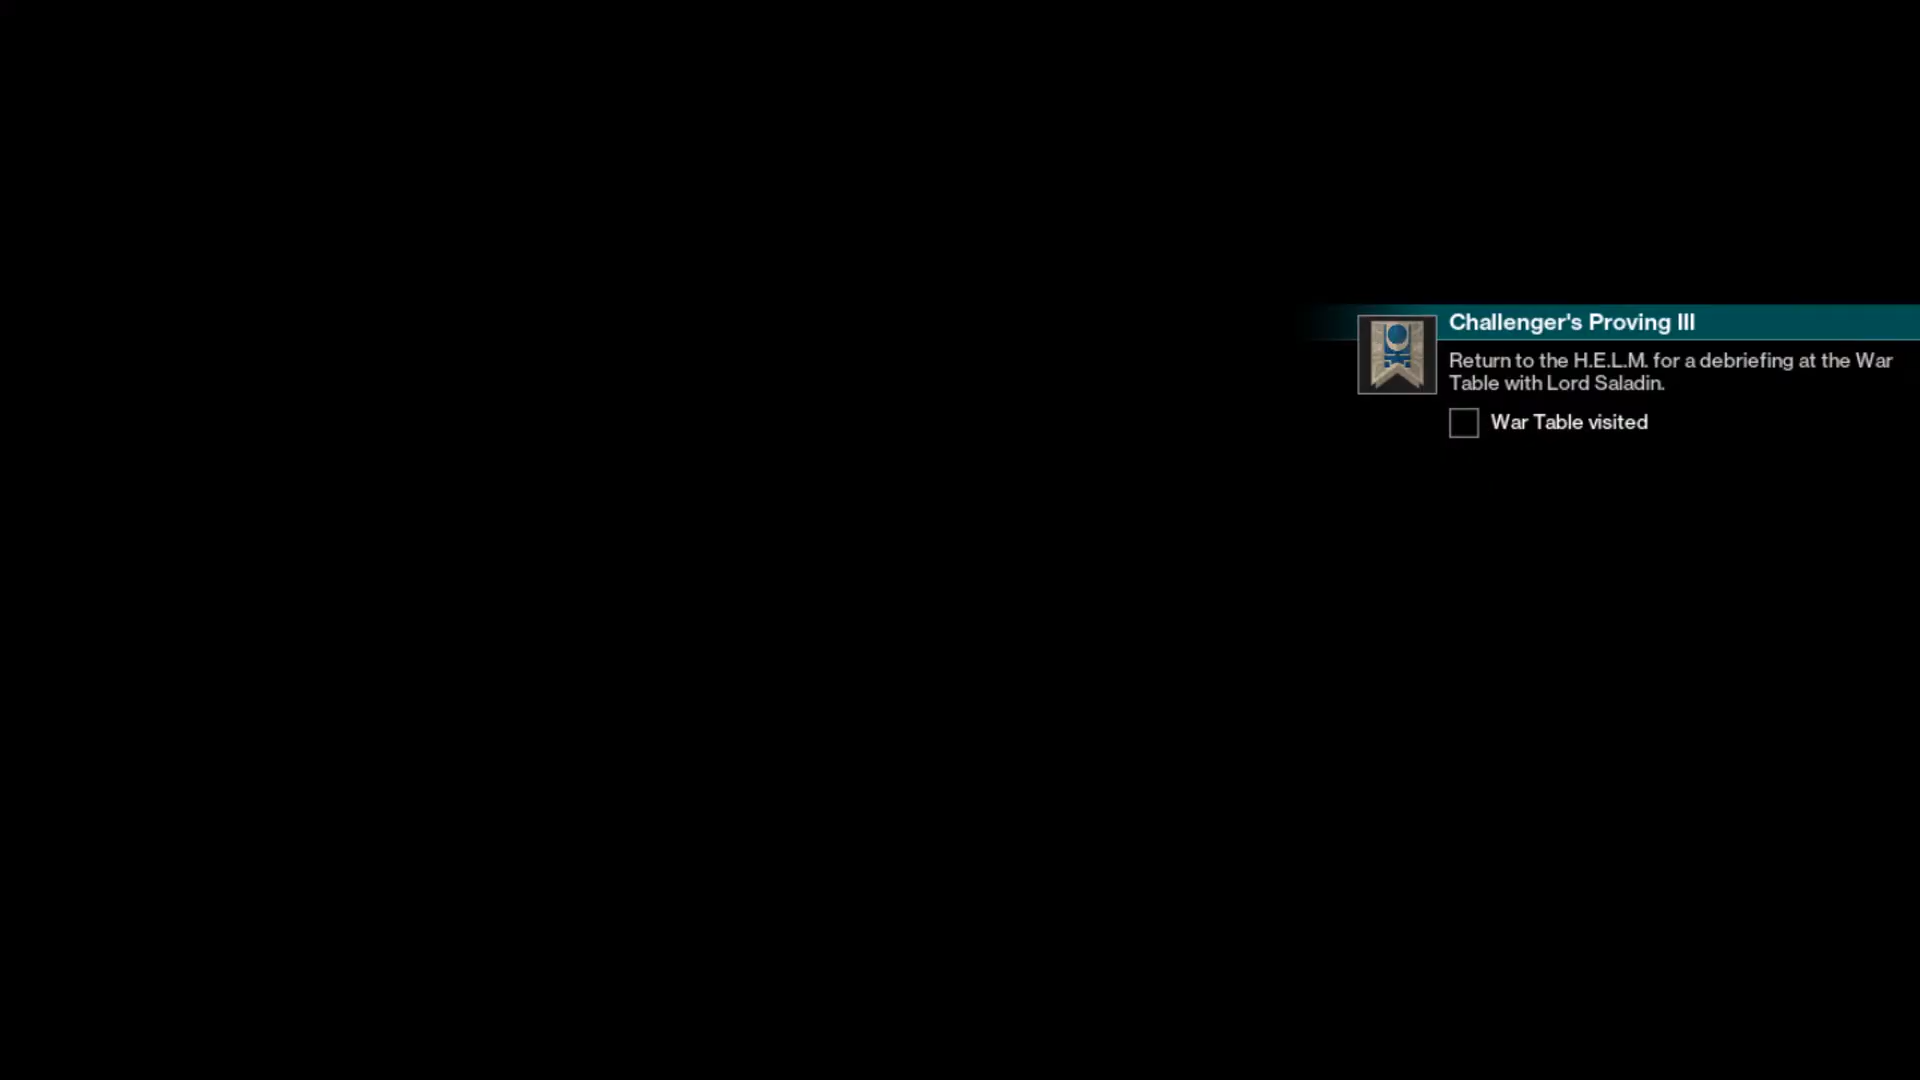 Challenger's Proving III
Return to the H.E.L.M. for a debriefing at the War
Table with Lord Saladin.
War Table visited